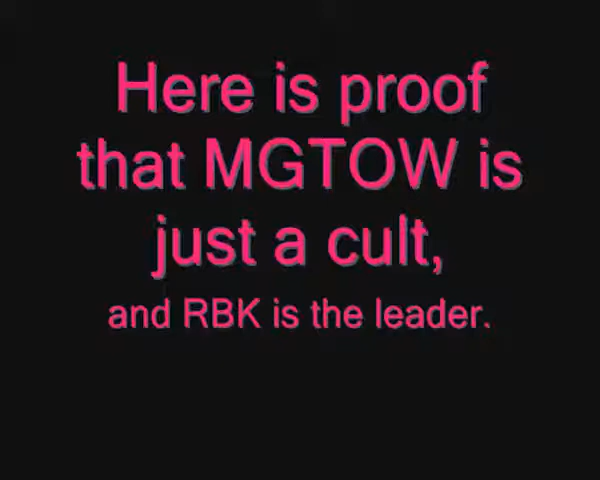 Here is proof
that MGTOW is
just a cult,
and RBK is the leader.